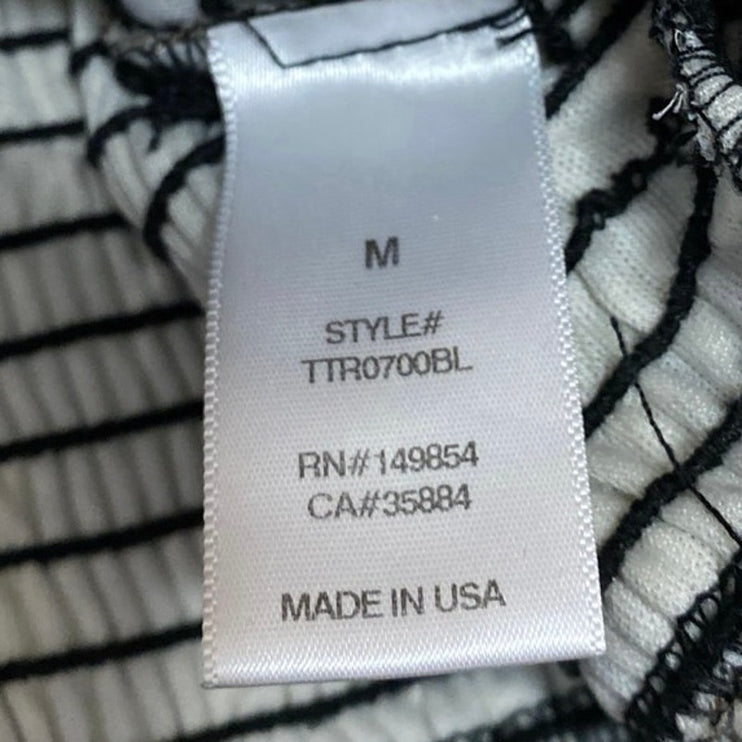 M
STYLE#
TTR0700BL
RN#149854
CA#35884
MADE IN USA